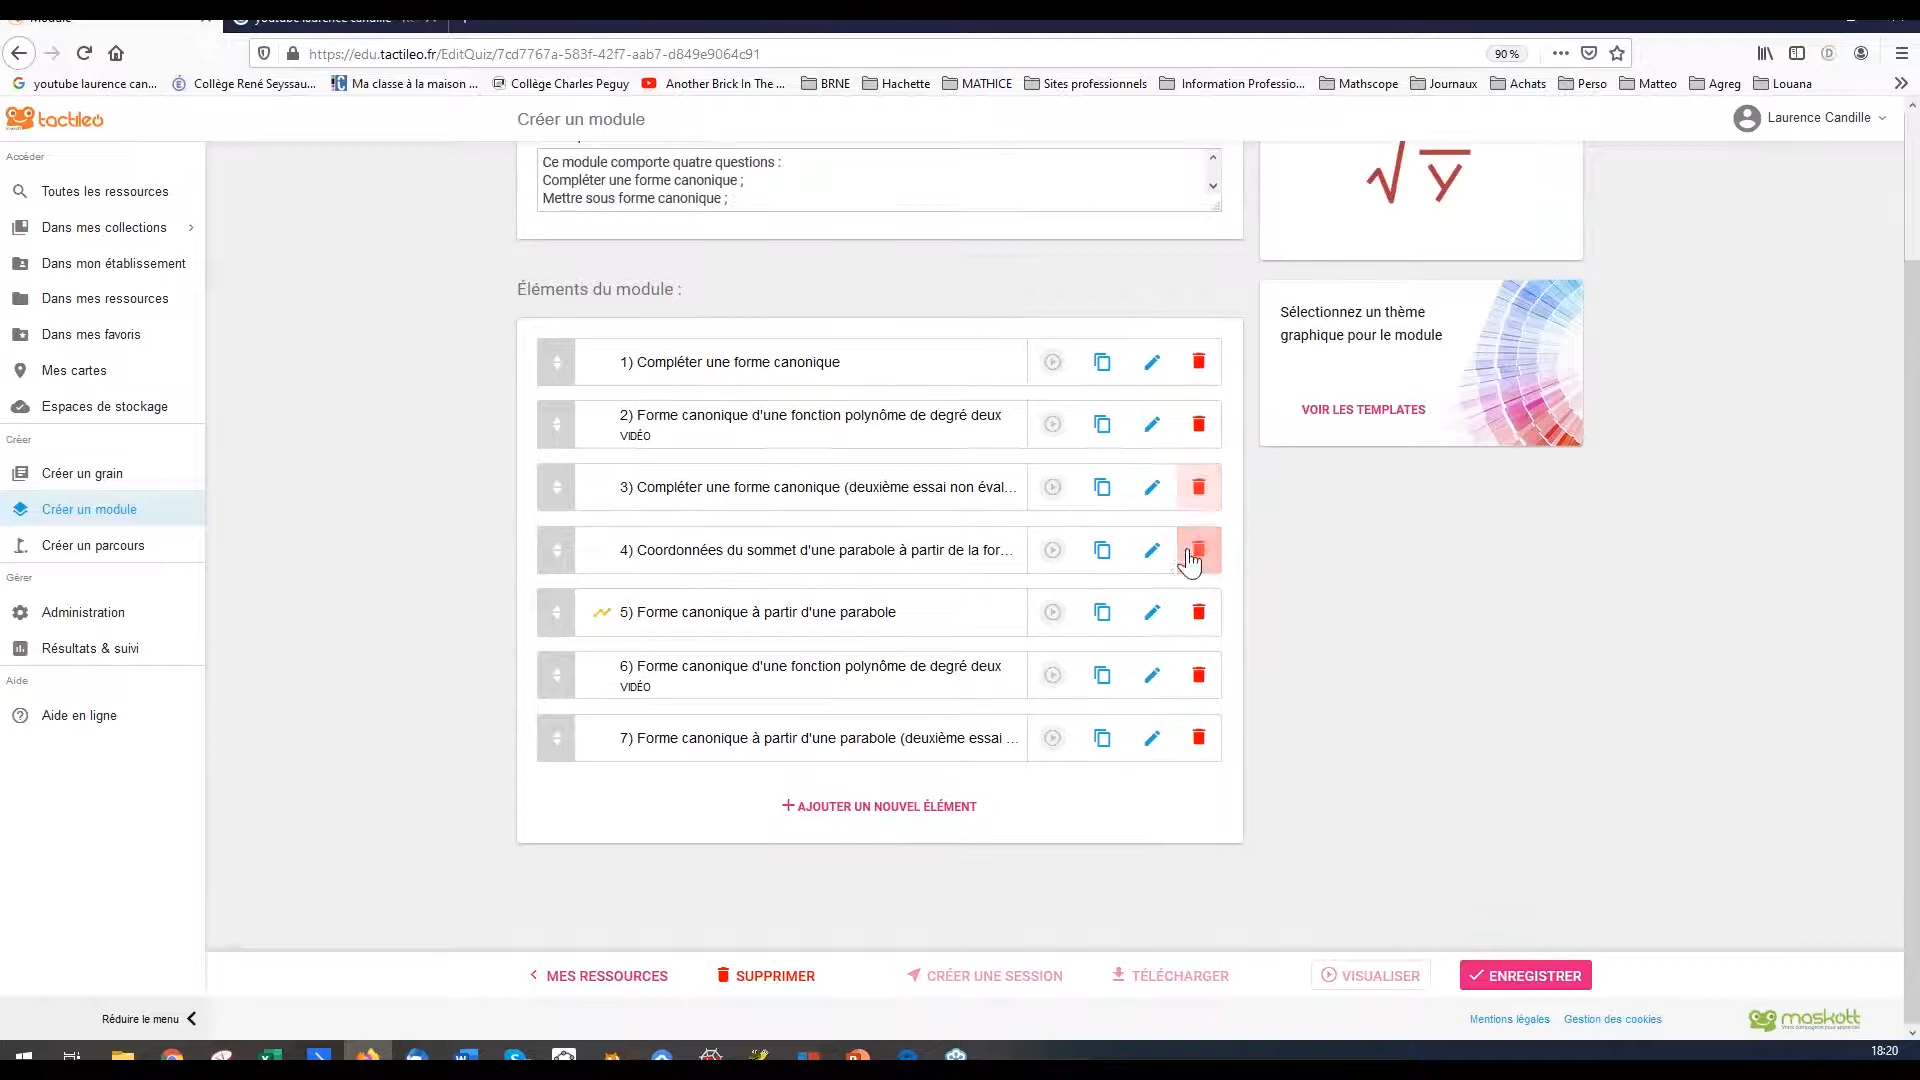 Module
youtube laurence candille
https://edu.tactileo.fr/EditQuiz/7cd7767a-583f-42f7-aab7-d849e9064c91
90 %
youtube laurence can...
Collège René Seyssau...
Ma classe à la maison ...
Collège Charles Peguy
Another Brick In The ...
BRNE
Hachette
MATHICE
Sites professionnels
Information Professio...
Mathscope
Journaux
Achats
Perso
Matteo
Agreg
Louana
tactileo
Créer un module
Laurence Candille
Accéder
Toutes les ressources
Dans mes collections
Dans mon établissement
Dans mes ressources
Dans mes favoris
Mes cartes
Espaces de stockage
Créer
Créer un grain
Créer un module
Créer un parcours
Gérer
Administration
Résultats & suivi
Aide
Aide en ligne
Ce module comporte quatre questions :
Compléter une forme canonique ;
Mettre sous forme canonique ;
√y
Éléments du module :
1) Compléter une forme canonique
2) Forme canonique d'une fonction polynôme de degré deux
VIDÉO
3) Compléter une forme canonique (deuxième essai non éval...
4) Coordonnées du sommet d'une parabole à partir de la for...
5) Forme canonique à partir d'une parabole
6) Forme canonique d'une fonction polynôme de degré deux
VIDÉO
7) Forme canonique à partir d'une parabole (deuxième essai ...
+ AJOUTER UN NOUVEL ÉLÉMENT
Sélectionnez un thème
graphique pour le module
VOIR LES TEMPLATES
MES RESSOURCES
SUPPRIMER
CRÉER UNE SESSION
TÉLÉCHARGER
VISUALISER
ENREGISTRER
Réduire le menu
Mentions légales
Gestion des cookies
maskott
18:20